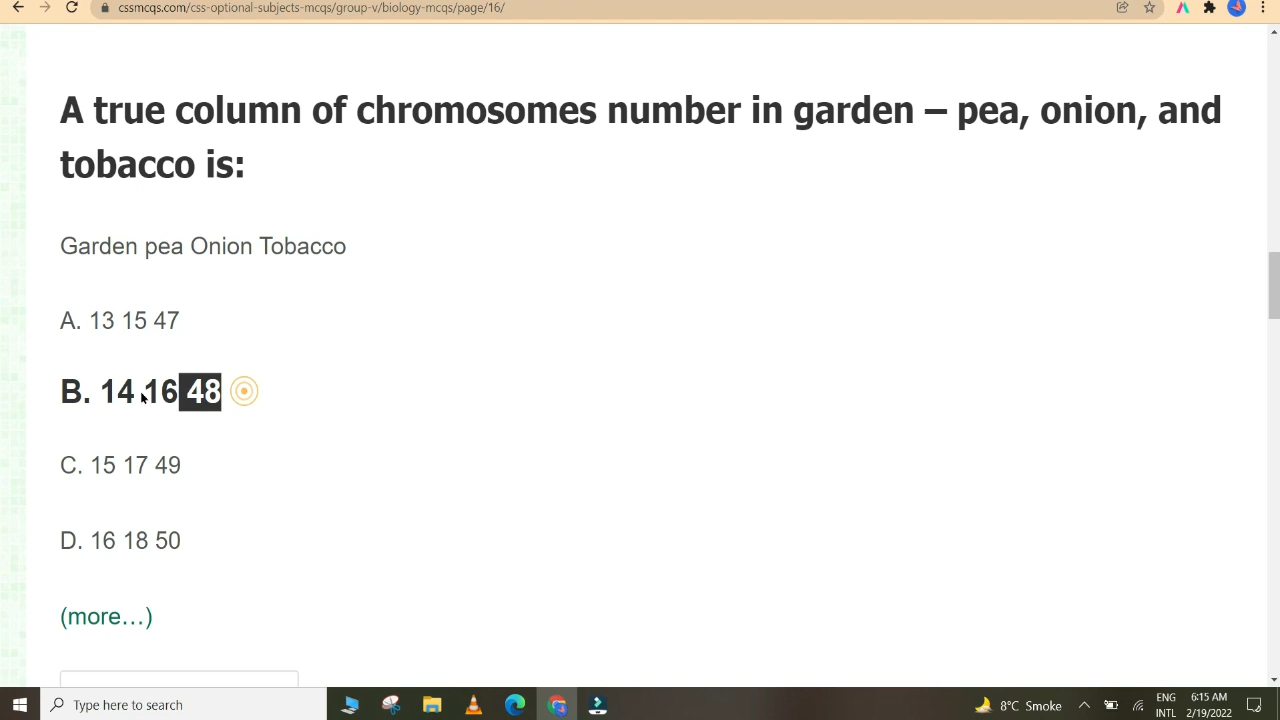 cssmcqs.com/css-optional-subjects-mcqs/group-v/biology-mcqs/page/16/
A true column of chromosomes number in garden – pea, onion, and
tobacco is:
Garden pea Onion Tobacco
A. 13 15 47
B. 14 16 48
C. 15 17 49
D. 16 18 50
(more…)
Type here to search
8°C Smoke
ENG
INTL
6:15 AM
2/19/2022